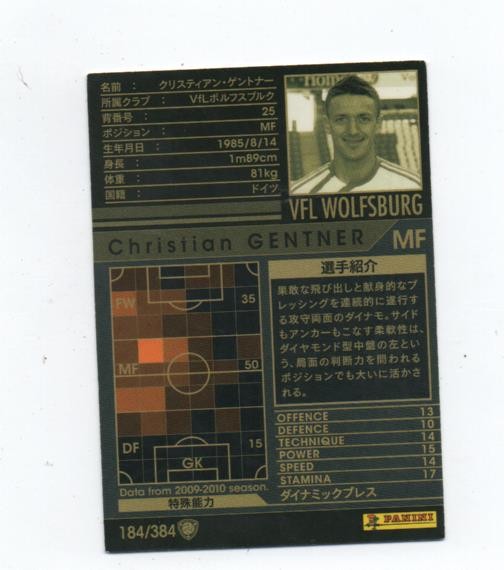 名前 : クリスティアン・ゲントナー
所属クラブ : VfLボルフスブルク
背番号 : 25
ポジション : MF
生年月日 : 1985/8/14
身長 : 1m89cm
体重 : 81kg
国籍 : ドイツ
VFL WOLFSBURG
Christian GENTNER MF
FW 35
MF 50
DF 15
GK
Data from 2009-2010 season.
選手紹介
果敢な飛び出しと献身的なプ
レッシングを連続的に遂行す
る攻守両面のダイナモ。サイド
もアンカーもこなす柔軟性は、
ダイヤモンド型中盤の左とい
う、局面の判断力を問われる
ポジションでも大いに活かさ
れる。
OFFENCE 13
DEFENCE 10
TECHNIQUE 14
POWER 15
SPEED 14
STAMINA 17
特殊能力 ダイナミックプレス
184/384
PANINI